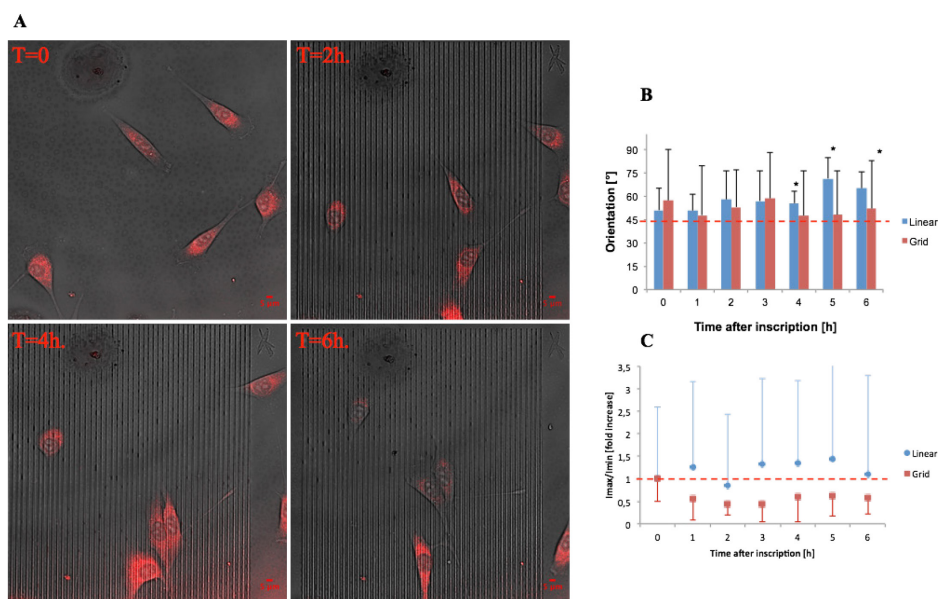 A
T=0
T=2h.
T=4h.
T=6h.
B
Orientation [°]
90
75
60
45
30
15
0
*
*
*
0 1 2 3 4 5 6
Time after inscription [h]
Linear
Grid
C
Imax/Imin [fold increase]
3,5
3
2,5
2
1,5
1
0,5
0
0 1 2 3 4 5 6
Time after inscription [h]
Linear
Grid